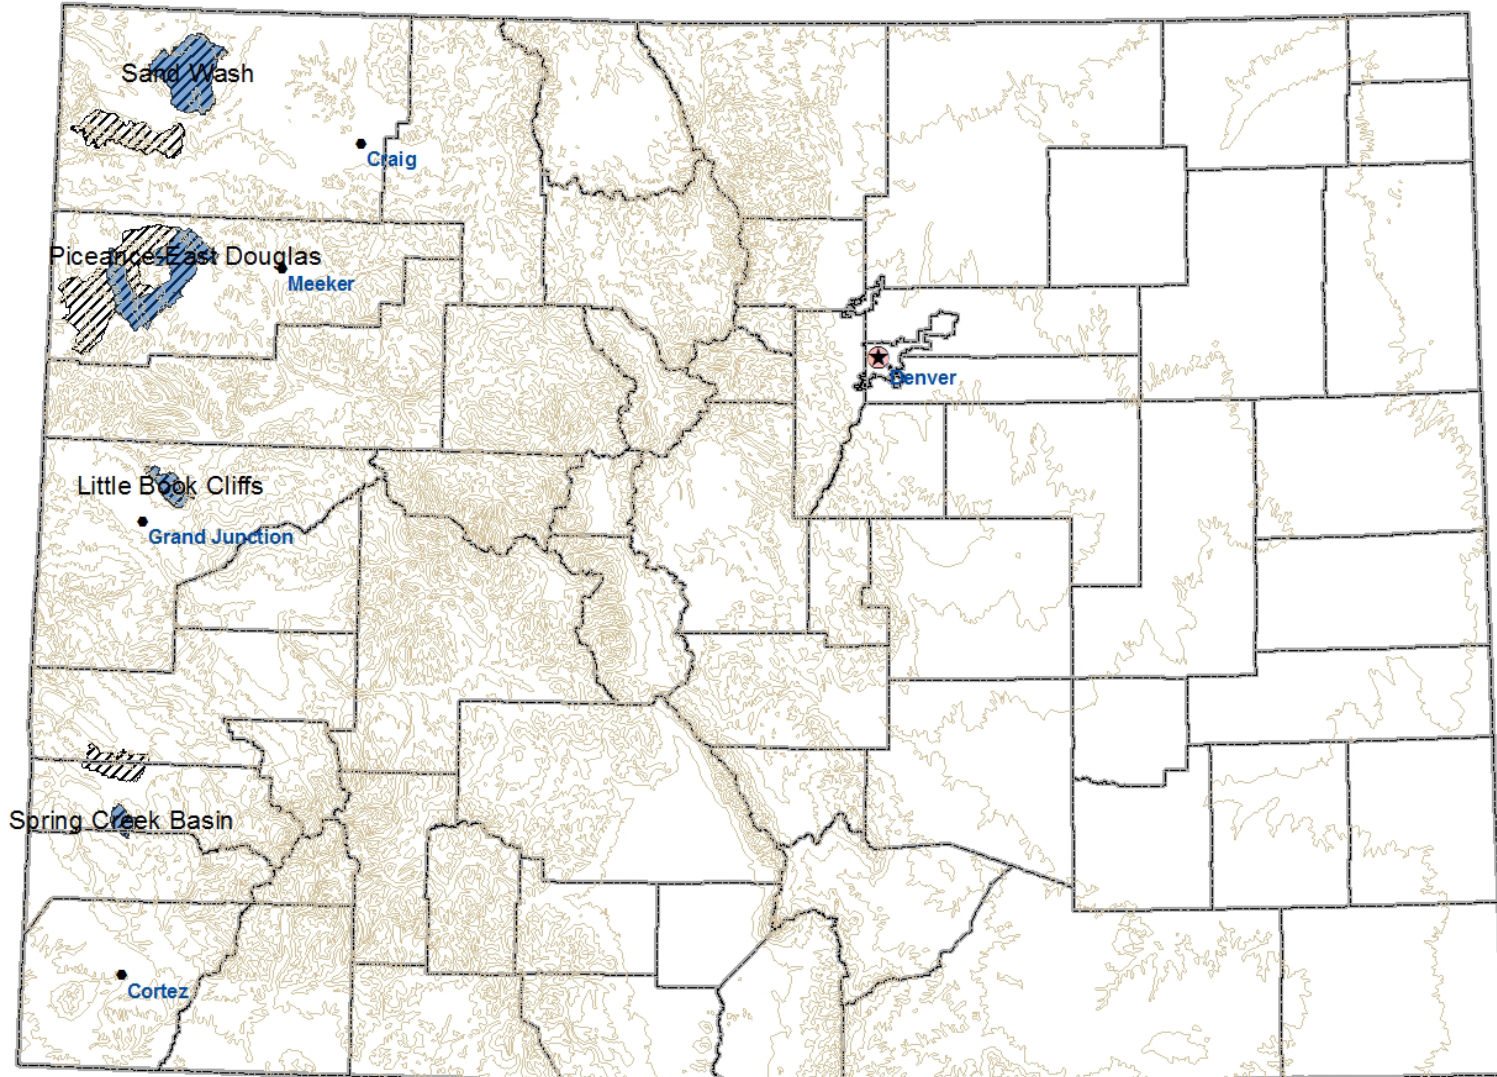 Sand Wash
Craig
Piceance-East Douglas
Meeker
Denver
Little Book Cliffs
Grand Junction
Spring Creek Basin
Cortez